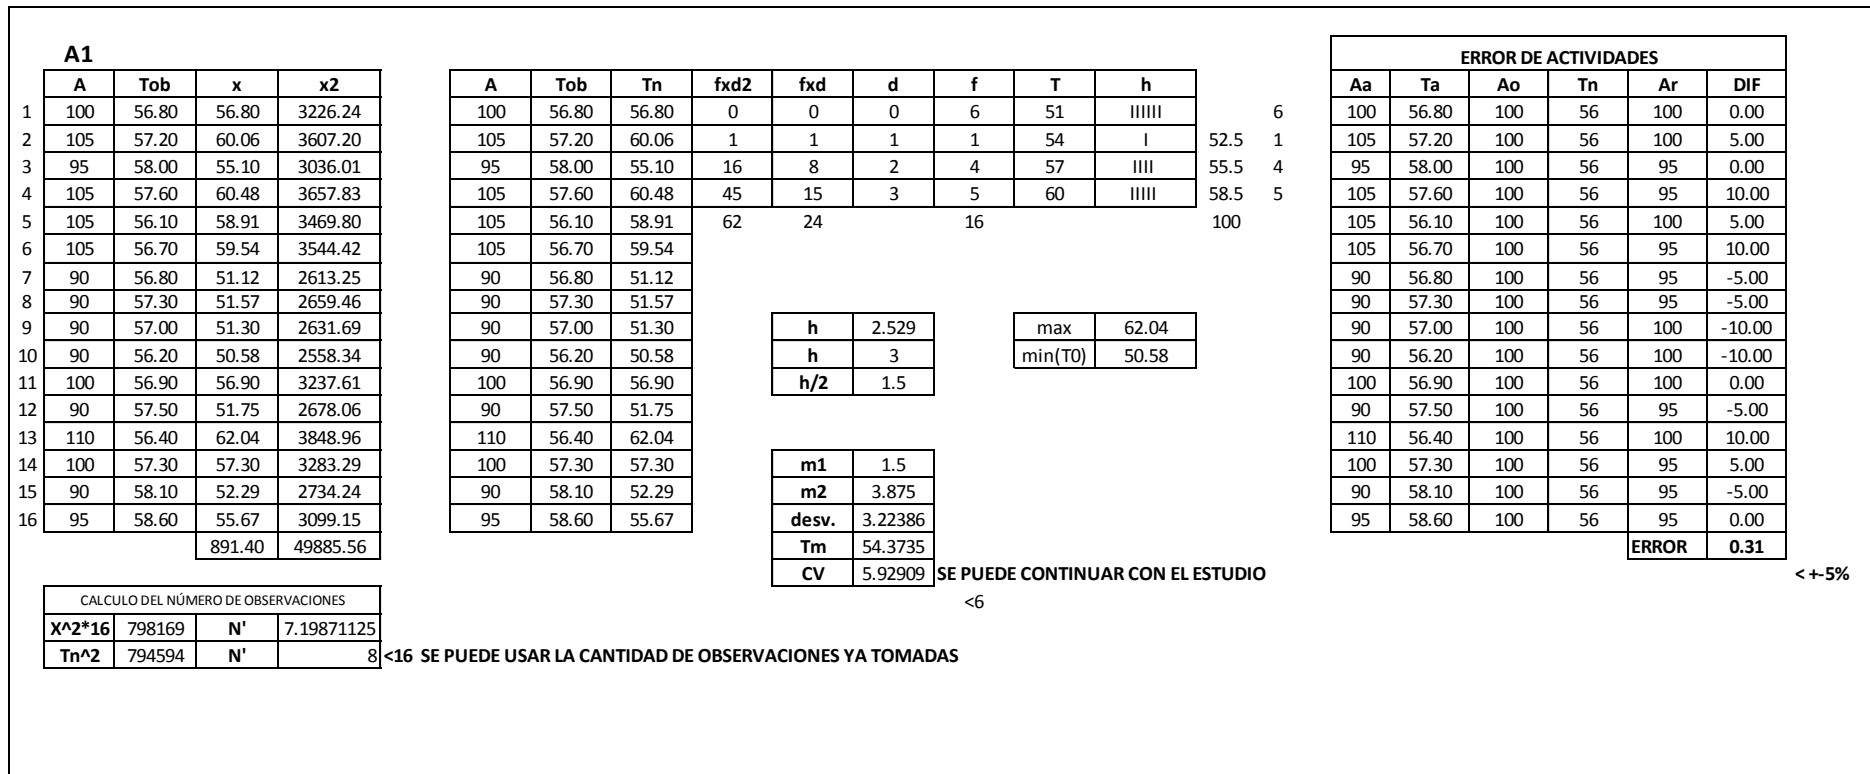 A1
ERROR DE ACTIVIDADES
A Tob x x2 A Tob Tn fxd2 fxd d f T h Aa Ta Ao Tn Ar DIF
1 100 56.80 56.80 3226.24 100 56.80 56.80 0 0 0 6 51 IIIIII 6 100 56.80 100 56 100 0.00
2 105 57.20 60.06 3607.20 105 57.20 60.06 1 1 1 1 54 I 52.5 1 105 57.20 100 56 100 5.00
3 95 58.00 55.10 3036.01 95 58.00 55.10 16 8 2 4 57 IIII 55.5 4 95 58.00 100 56 95 0.00
4 105 57.60 60.48 3657.83 105 57.60 60.48 45 15 3 5 60 IIIII 58.5 5 105 57.60 100 56 95 10.00
5 105 56.10 58.91 3469.80 105 56.10 58.91 62 24 16 100 105 56.10 100 56 100 5.00
6 105 56.70 59.54 3544.42 105 56.70 59.54 105 56.70 100 56 95 10.00
7 90 56.80 51.12 2613.25 90 56.80 51.12 90 56.80 100 56 95 -5.00
8 90 57.30 51.57 2659.46 90 57.30 51.57 90 57.30 100 56 95 -5.00
9 90 57.00 51.30 2631.69 90 57.00 51.30 h 2.529 max 62.04 90 57.00 100 56 100 -10.00
10 90 56.20 50.58 2558.34 90 56.20 50.58 h 3 min(T0) 50.58 90 56.20 100 56 100 -10.00
11 100 56.90 56.90 3237.61 100 56.90 56.90 h/2 1.5 100 56.90 100 56 100 0.00
12 90 57.50 51.75 2678.06 90 57.50 51.75 90 57.50 100 56 95 -5.00
13 110 56.40 62.04 3848.96 110 56.40 62.04 110 56.40 100 56 100 10.00
14 100 57.30 57.30 3283.29 100 57.30 57.30 m1 1.5 100 57.30 100 56 95 5.00
15 90 58.10 52.29 2734.24 90 58.10 52.29 m2 3.875 90 58.10 100 56 95 -5.00
16 95 58.60 55.67 3099.15 95 58.60 55.67 desv. 3.22386 95 58.60 100 56 95 0.00
891.40 49885.56 Tm 54.3735 ERROR 0.31
CV 5.92909 SE PUEDE CONTINUAR CON EL ESTUDIO < +-5%
CALCULO DEL NÚMERO DE OBSERVACIONES <6
X^2*16 798169 N' 7.19871125
Tn^2 794594 N' 8 <16 SE PUEDE USAR LA CANTIDAD DE OBSERVACIONES YA TOMADAS